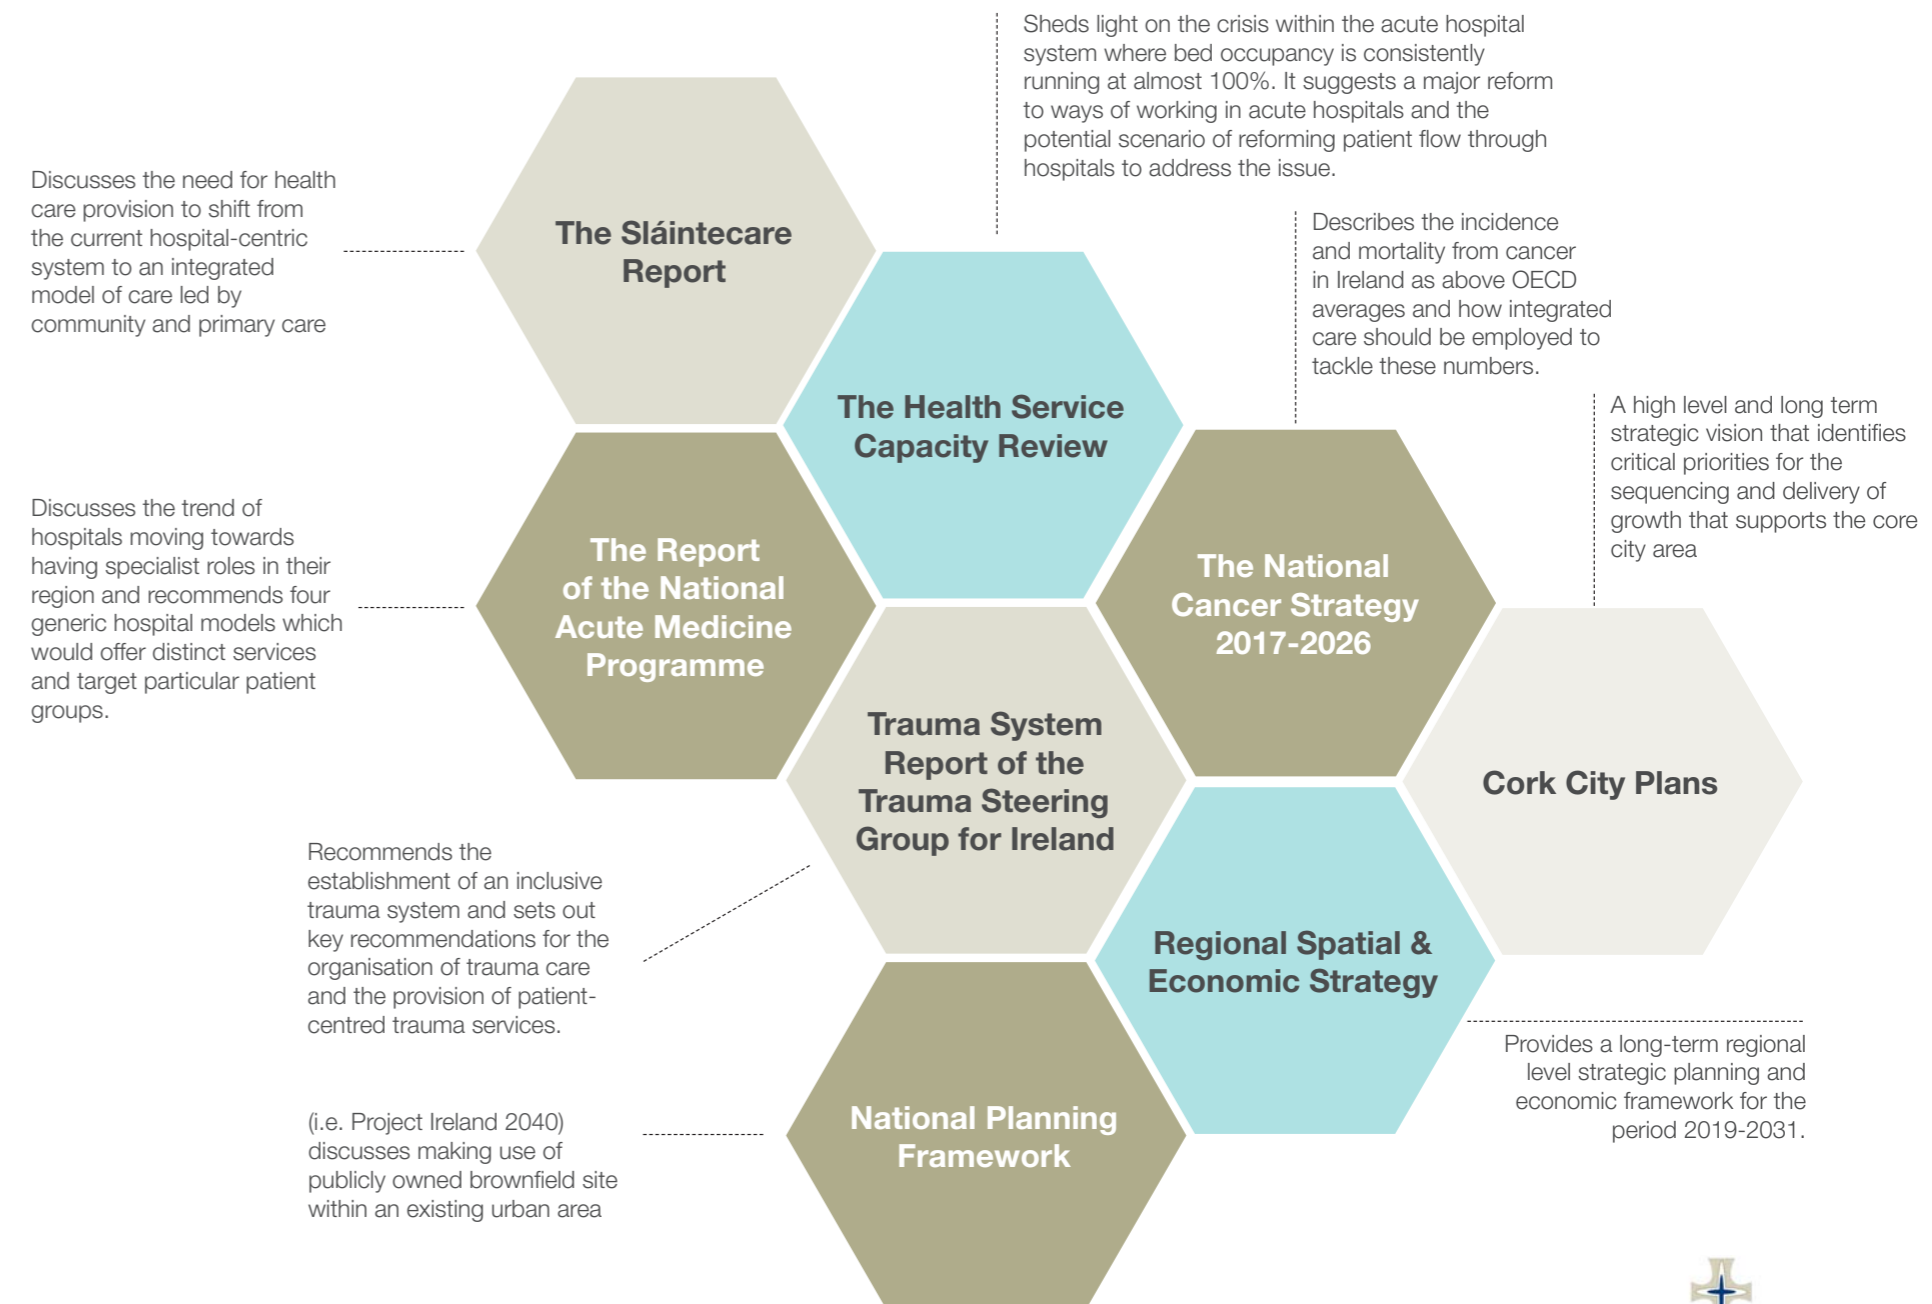 Sheds light on the crisis within the acute hospital
system where bed occupancy is consistently
running at almost 100%. It suggests a major reform
to ways of working in acute hospitals and the
potential scenario of reforming patient flow through
hospitals to address the issue.
Discusses the need for health
care provision to shift from
the current hospital-centric
system to an integrated
model of care led by
community and primary care
The Sláintecare
Report
Describes the incidence
and mortality from cancer
in Ireland as above OECD
averages and how integrated
care should be employed to
tackle these numbers.
The Health Service
Capacity Review
A high level and long term
strategic vision that identifies
critical priorities for the
sequencing and delivery of
growth that supports the core
city area
Discusses the trend of
hospitals moving towards
having specialist roles in their
region and recommends four
generic hospital models which
would offer distinct services
and target particular patient
groups.
The Report
of the National
Acute Medicine
Programme
The National
Cancer Strategy
2017-2026
Trauma System
Report of the
Trauma Steering
Group for Ireland
Cork City Plans
Recommends the
establishment of an inclusive
trauma system and sets out
key recommendations for the
organisation of trauma care
and the provision of patient-
centred trauma services.
Regional Spatial &
Economic Strategy
Provides a long-term regional
level strategic planning and
economic framework for the
period 2019-2031.
(i.e. Project Ireland 2040)
discusses making use of
publicly owned brownfield site
within an existing urban area
National Planning
Framework